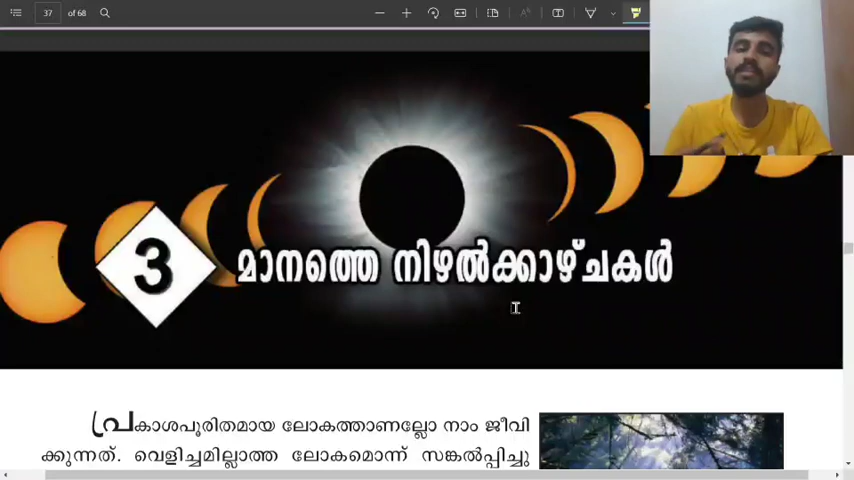 37 of 68
3 മാനത്തെ നിഴൽക്കാഴ്ചകൾ
പ്രകാശപൂരിതമായ ലോകത്താണല്ലോ നാം ജീവി
ക്കുന്നത്. വെളിച്ചമില്ലാത്ത ലോകമൊന്ന് സങ്കൽപ്പിച്ചു